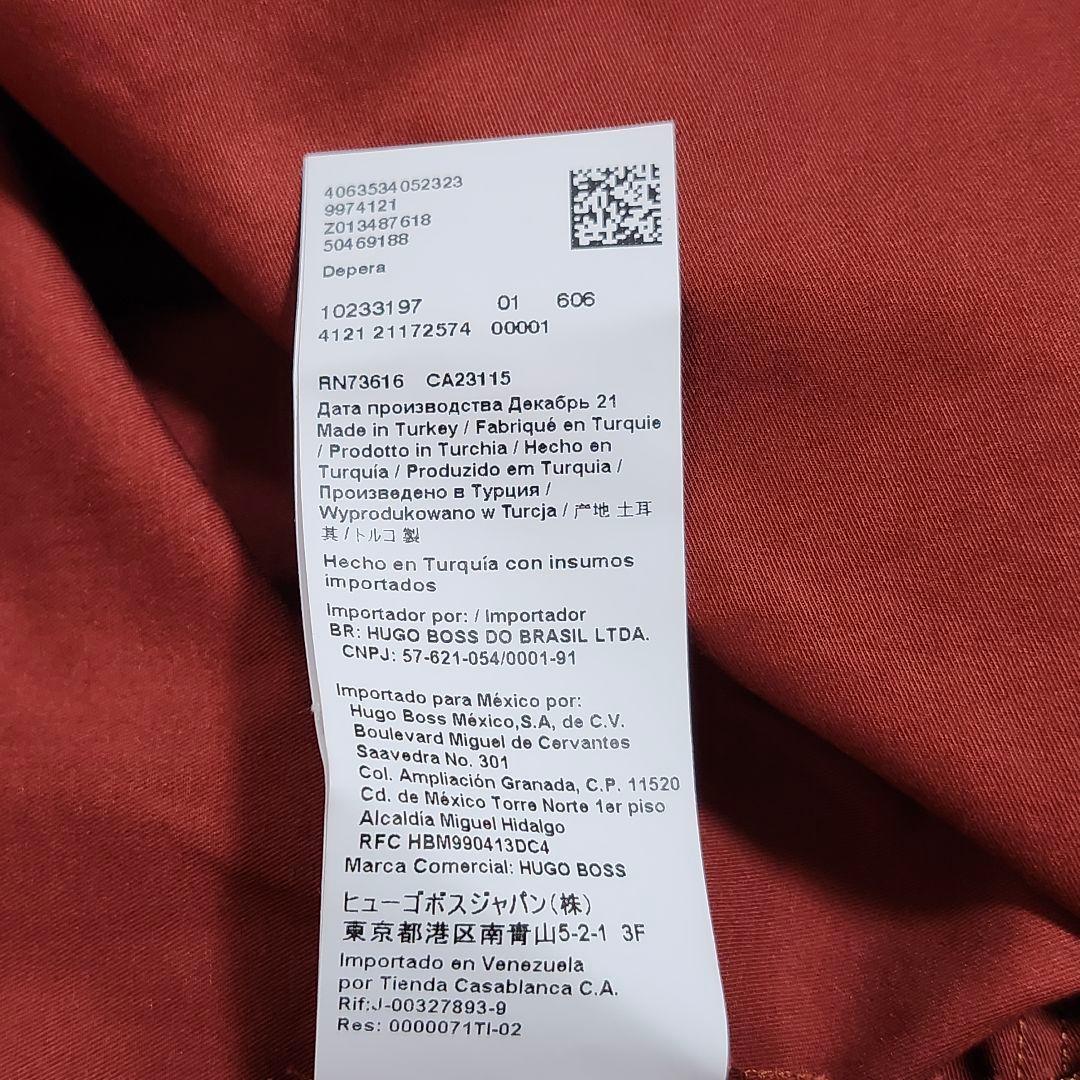 4063534052323
9974121
Z013487618
50469188
Depera
10233197 01 606
4121 21172574 00001
RN73616 CA23115
Дата производства Декабрь 21
Made in Turkey / Fabriqué en Turquie
/ Prodotto in Turchia / Hecho en
Turquía / Produzido em Turquia /
Произведено в Турция /
Wyprodukowano w Turcja / 产地 土耳
其 / トルコ 製
Hecho en Turquía con insumos
importados
Importador por: / Importador
BR: HUGO BOSS DO BRASIL LTDA.
CNPJ: 57-621-054/0001-91
Importado para México por:
Hugo Boss México,S.A, de C.V.
Boulevard Miguel de Cervantes
Saavedra No. 301
Col. Ampliación Granada, C.P. 11520
Cd. de México Torre Norte 1er piso
Alcaldía Miguel Hidalgo
RFC HBM990413DC4
Marca Comercial: HUGO BOSS
ヒューゴボスジャパン(株)
東京都港区南青山5-2-1 3F
Importado en Venezuela
por Tienda Casablanca C.A.
Rif:J-00327893-9
Res: 0000071TI-02